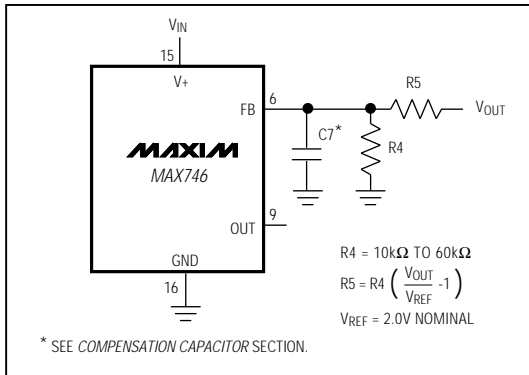 VIN
15
V+
FB
6
R5
VOUT
C7*
R4
MAXIM
MAX746
9
OUT
GND
16
R4 = 10kΩ TO 60kΩ
R5 = R4 ( VOUT / VREF -1 )
VREF = 2.0V NOMINAL
* SEE COMPENSATION CAPACITOR SECTION.